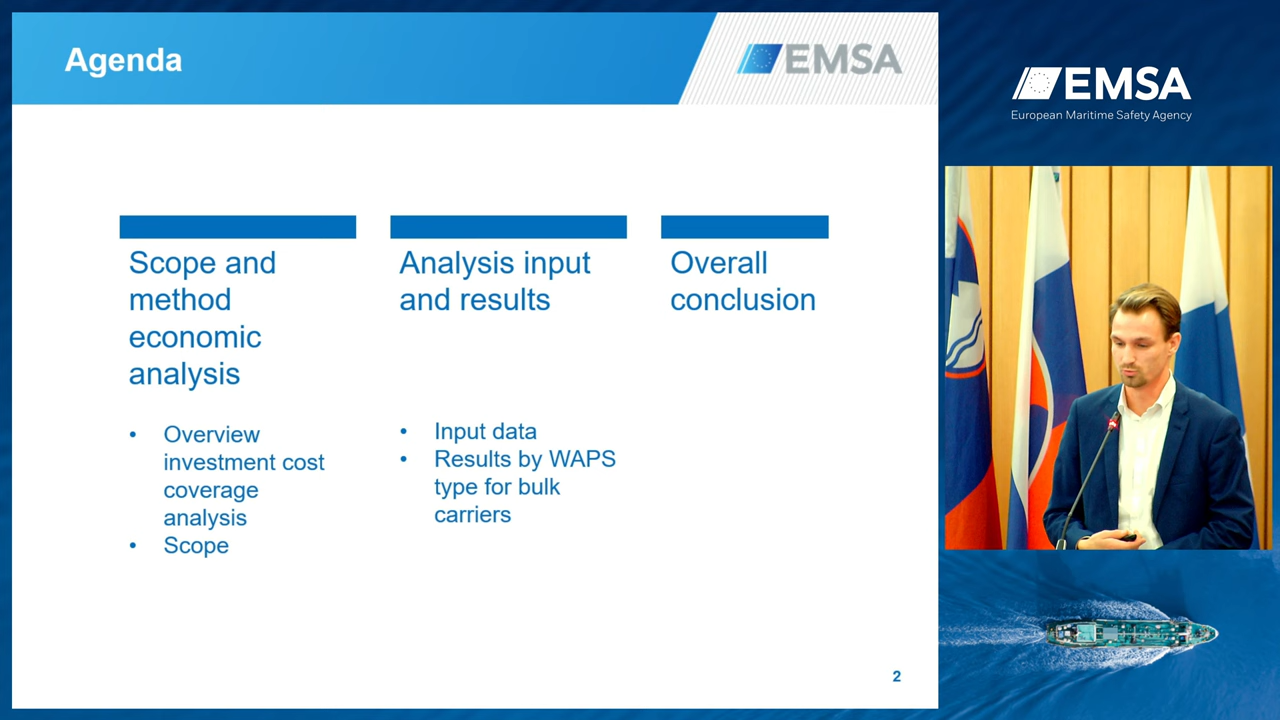 Agenda
EMSA
Scope and
method
economic
analysis
• Overview
investment cost
coverage
analysis
• Scope
Analysis input
and results
• Input data
• Results by WAPS
type for bulk
carriers
Overall
conclusion
2
EMSA
European Maritime Safety Agency